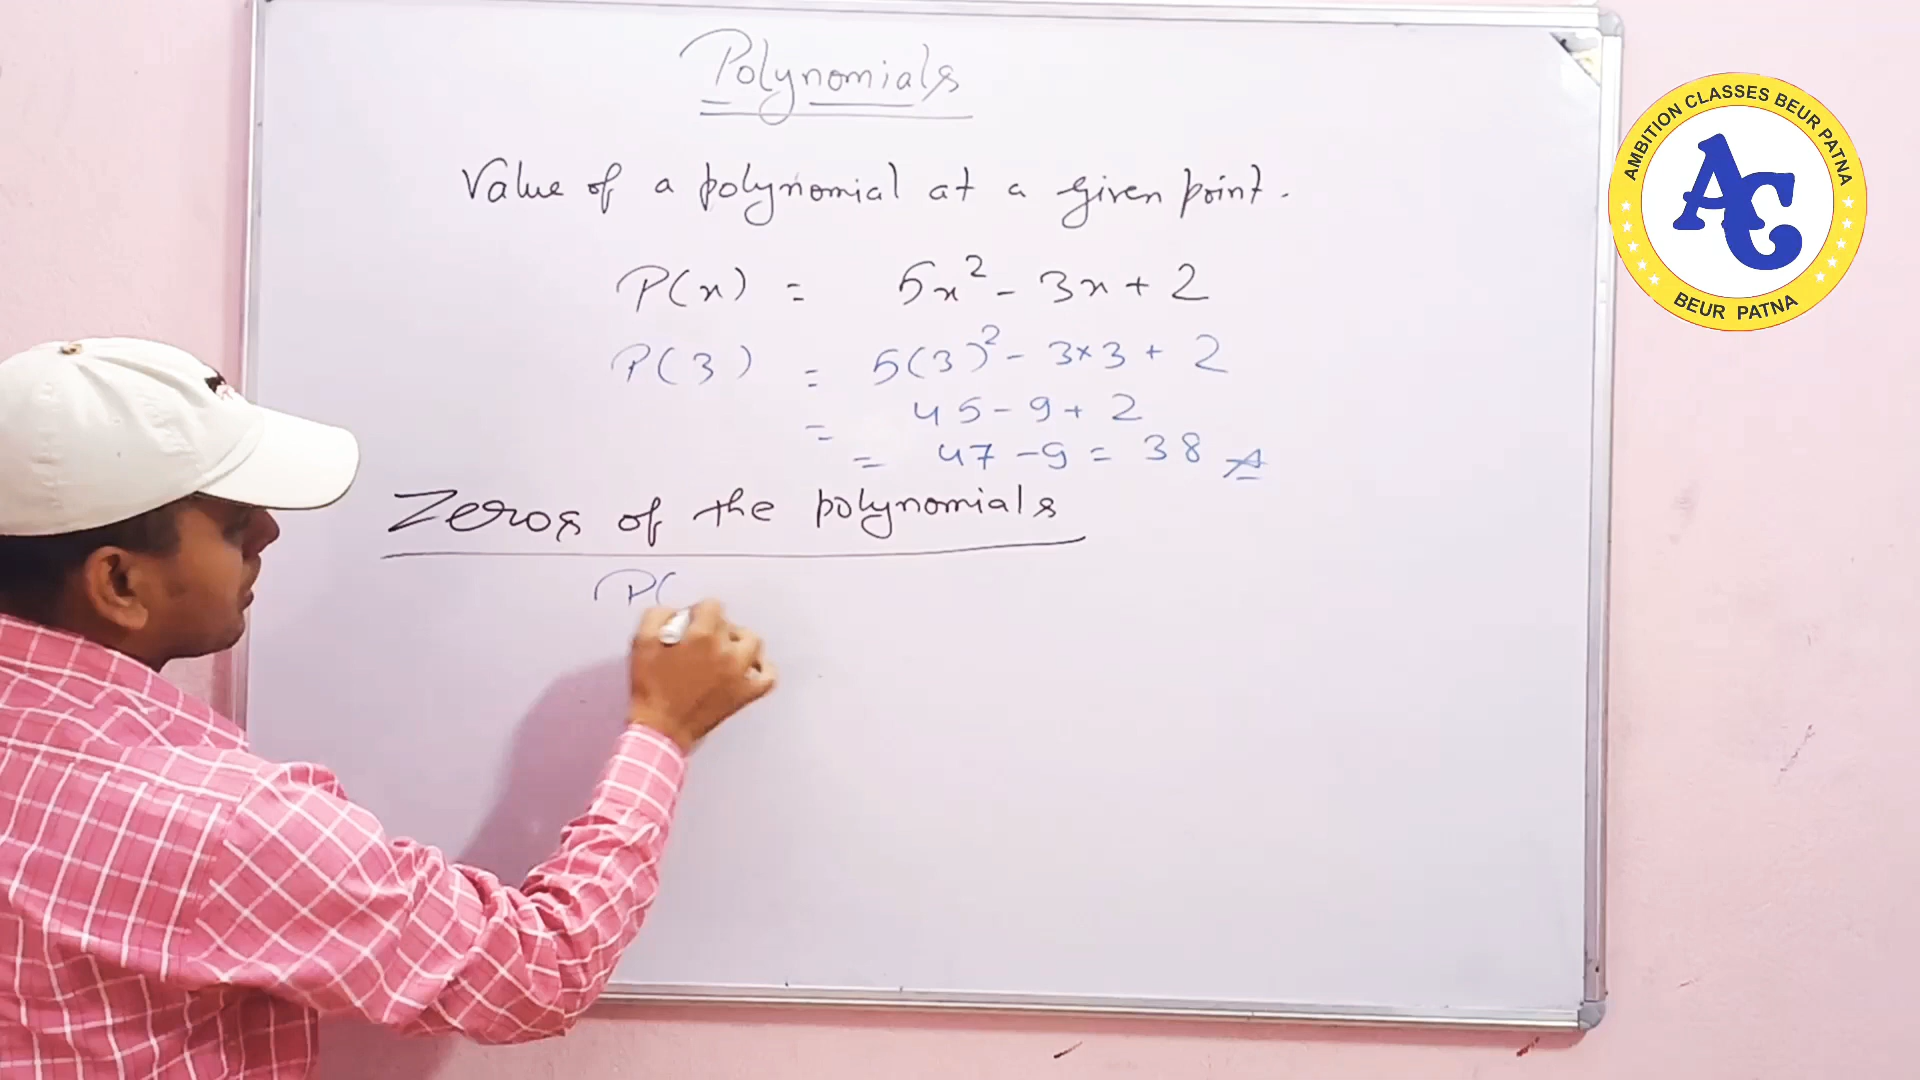 Polynomials
Value of a polynomial at a given point.
P(x) = 5x² - 3x + 2
P(3) = 5(3)² - 3×3 + 2
= 45 - 9 + 2
= 47 - 9 = 38
Zeros of the polynomials
P(
AMBITION CLASSES BEUR PATNA
AC
BEUR PATNA